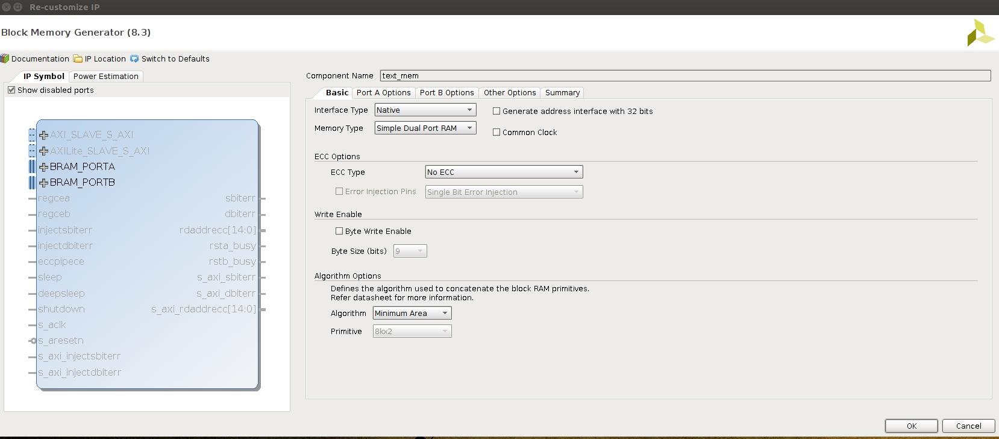 Re-customize IP
Block Memory Generator (8.3)
Documentation IP Location Switch to Defaults
IP Symbol Power Estimation
Show disabled ports
AXI_SLAVE_S_AXI
AXILite_SLAVE_S_AXI
BRAM_PORTA
BRAM_PORTB
regcea sbiterr
regceb dbiterr
injectsbiterr rdaddrecc[14:0]
injectdbiterr rsta_busy
eccpipece rstb_busy
sleep s_axi_sbiterr
deepsleep s_axi_dbiterr
shutdown s_axi_rdaddrecc[14:0]
s_aclk
s_aresetn
s_axi_injectsbiterr
s_axi_injectdbiterr
Component Name text_mem
Basic Port A Options Port B Options Other Options Summary
Interface Type Native Generate address interface with 32 bits
Memory Type Simple Dual Port RAM Common Clock
ECC Options
ECC Type No ECC
Error Injection Pins Single Bit Error Injection
Write Enable
Byte Write Enable
Byte Size (bits) 9
Algorithm Options
Defines the algorithm used to concatenate the block RAM primitives.
Refer datasheet for more information.
Algorithm Minimum Area
Primitive 8kx2
OK Cancel